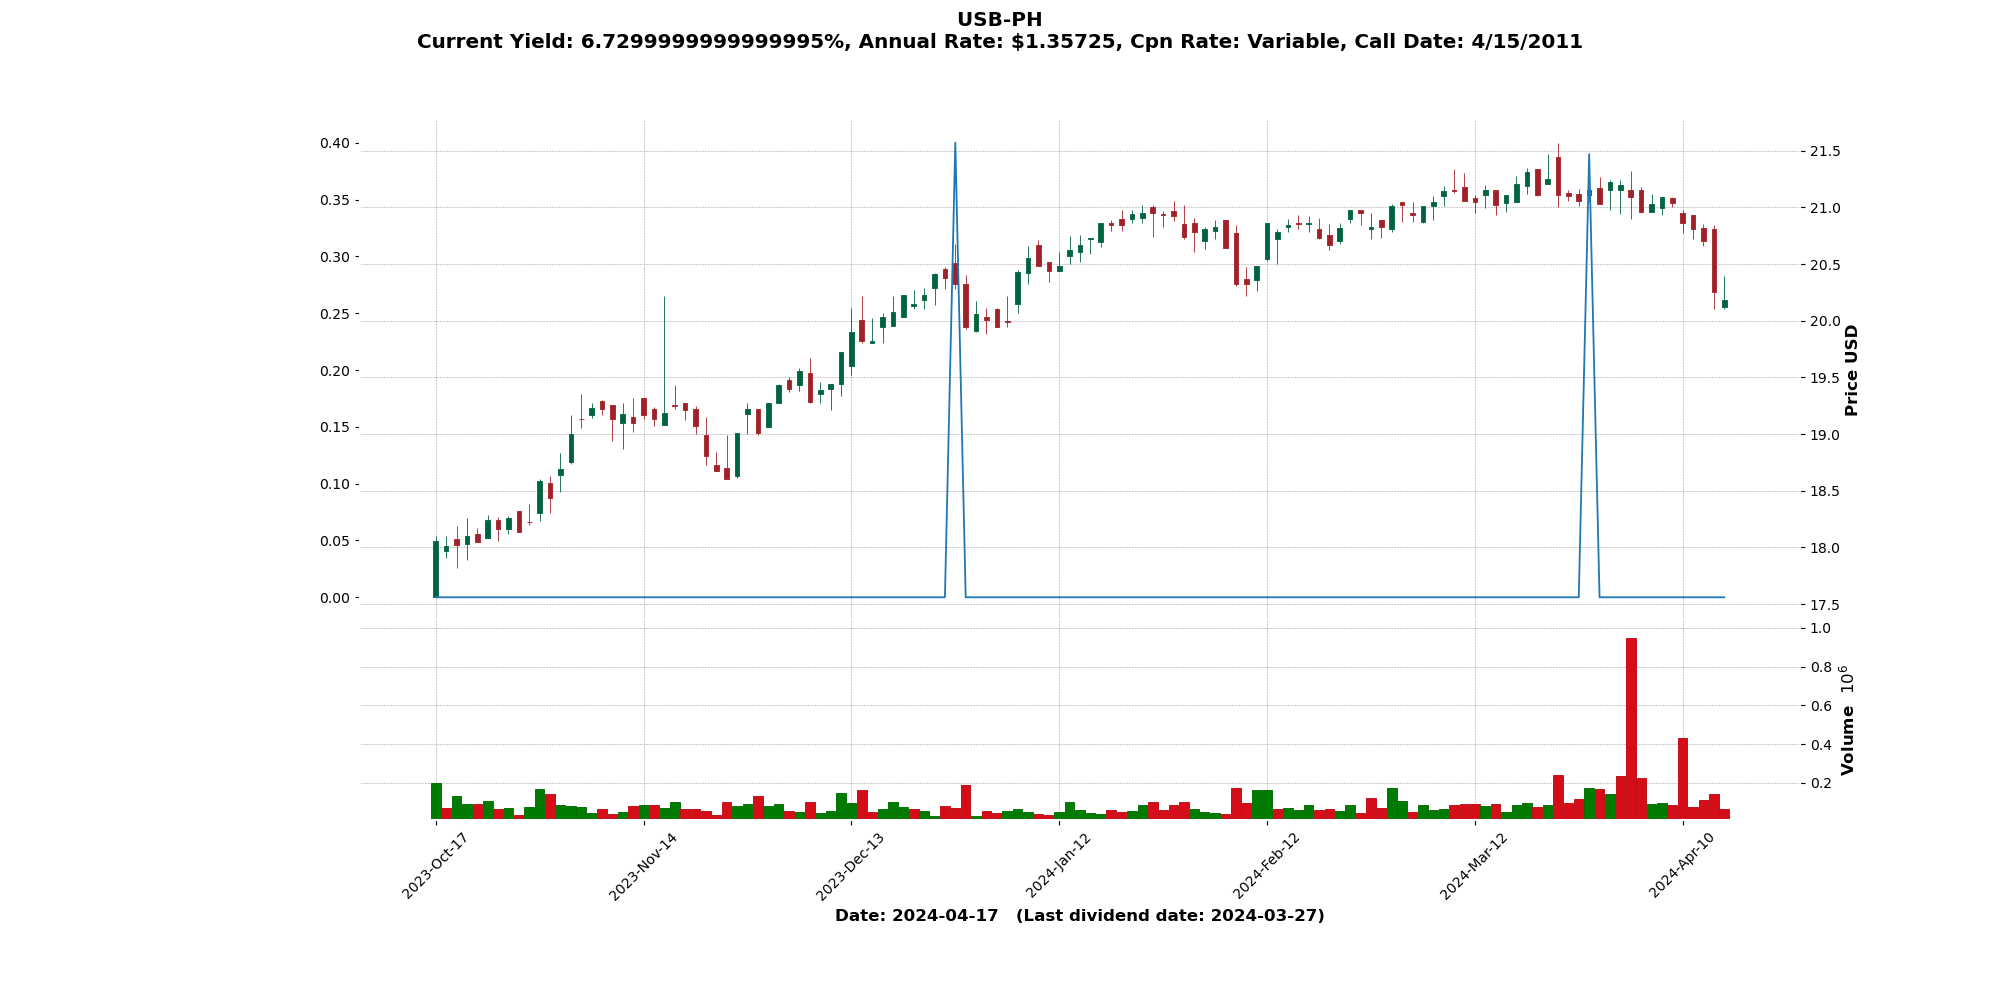 USB-PH
Current Yield: 6.7299999999999995%, Annual Rate: $1.35725, Cpn Rate: Variable, Call Date: 4/15/2011
0.40
0.35
0.30
0.25
0.20
0.15
0.10
0.05
0.00
21.5
21.0
20.5
20.0
19.5
19.0
18.5
18.0
17.5
Price USD
1.0
0.8
0.6
0.4
0.2
Volume 10^6
2023-Oct-17
2023-Nov-14
2023-Dec-13
2024-Jan-12
2024-Feb-12
2024-Mar-12
2024-Apr-10
Date: 2024-04-17 (Last dividend date: 2024-03-27)